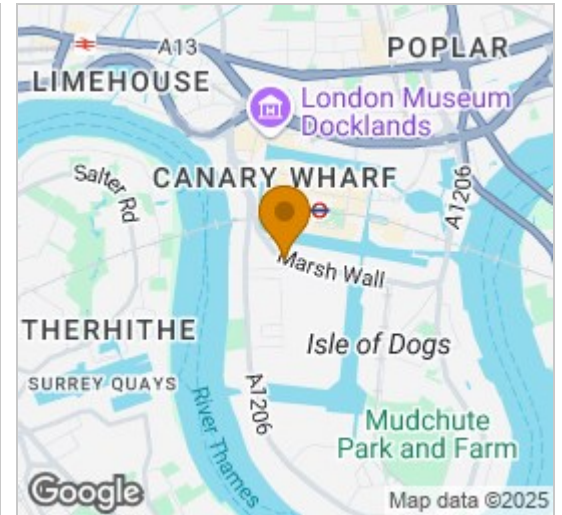 A13
POPLAR
LIMEHOUSE
London Museum
Docklands
Salter Rd
CANARY WHARF
A1206
Marsh Wall
THERHITHE
Isle of Dogs
SURREY QUAYS
A1206
River Thames
Mudchute
Park and Farm
Google
Map data ©2025